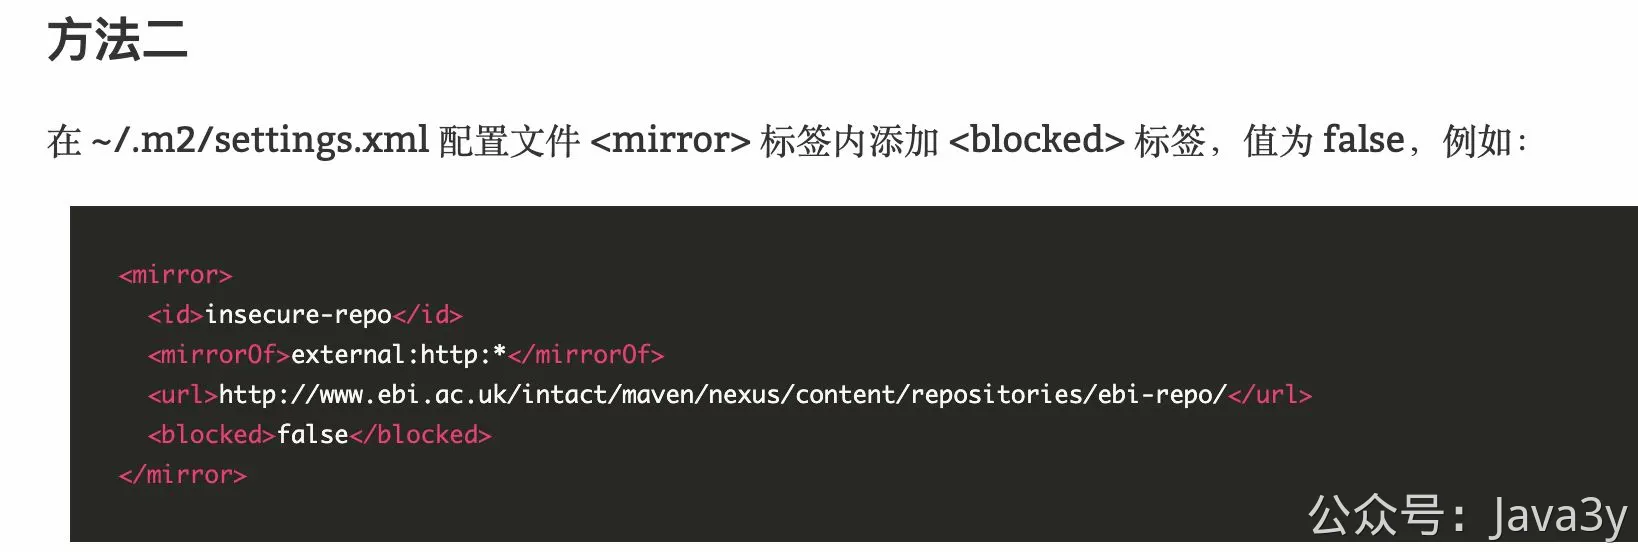 方法二
在 ~/.m2/settings.xml 配置文件 <mirror> 标签内添加 <blocked> 标签，值为 false，例如：
<mirror>
<id>insecure-repo</id>
<mirrorOf>external:http:*</mirrorOf>
<url>http://www.ebi.ac.uk/intact/maven/nexus/content/repositories/ebi-repo/</url>
<blocked>false</blocked>
</mirror>
公众号：Java3y